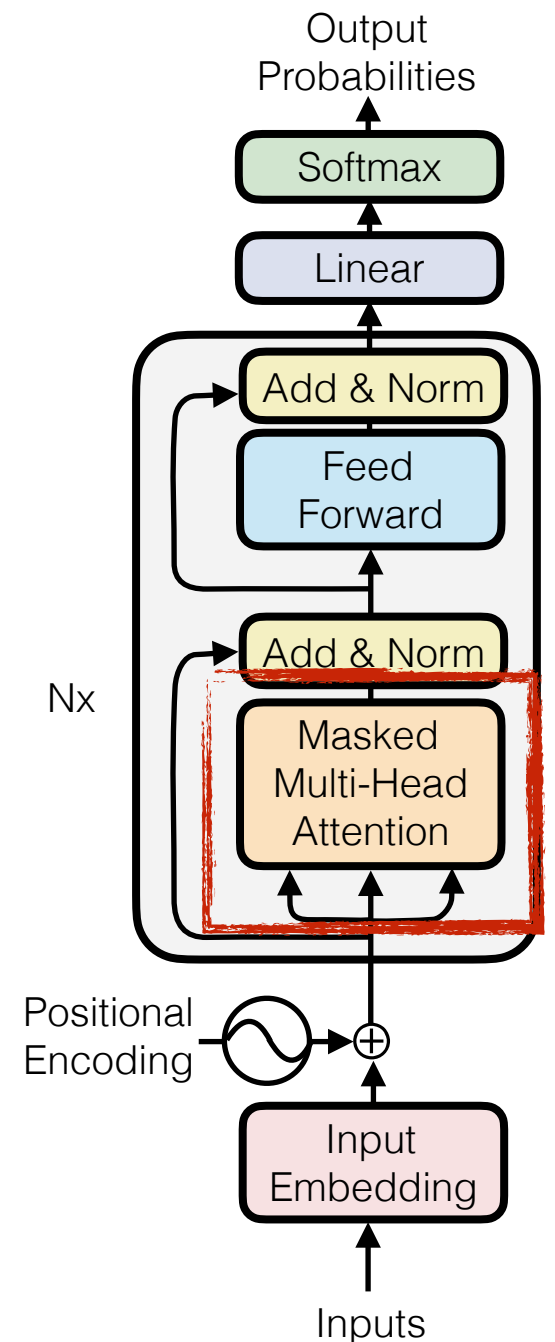 Output
Probabilities
Softmax
Linear
Add & Norm
Feed
Forward
Add & Norm
Nx
Masked
Multi-Head
Attention
Positional
Encoding
Input
Embedding
Inputs